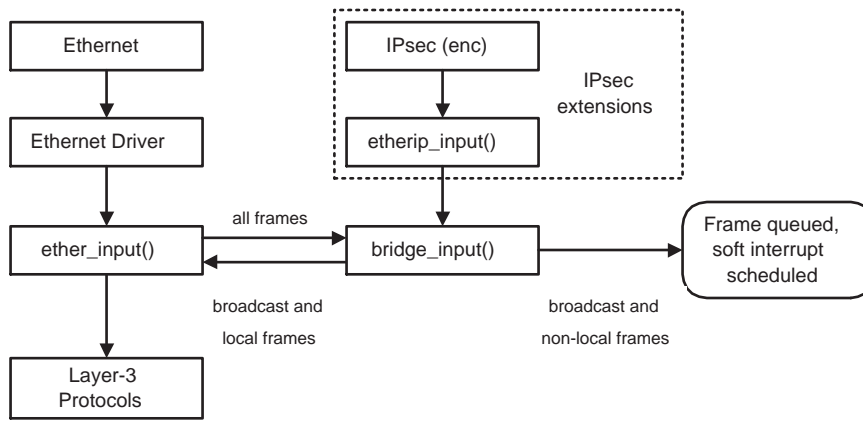 Ethernet
IPsec (enc)
IPsec
extensions
Ethernet Driver
etherip_input()
all frames
ether_input()
bridge_input()
Frame queued,
soft interrupt
scheduled
broadcast and
local frames
broadcast and
non-local frames
Layer-3
Protocols